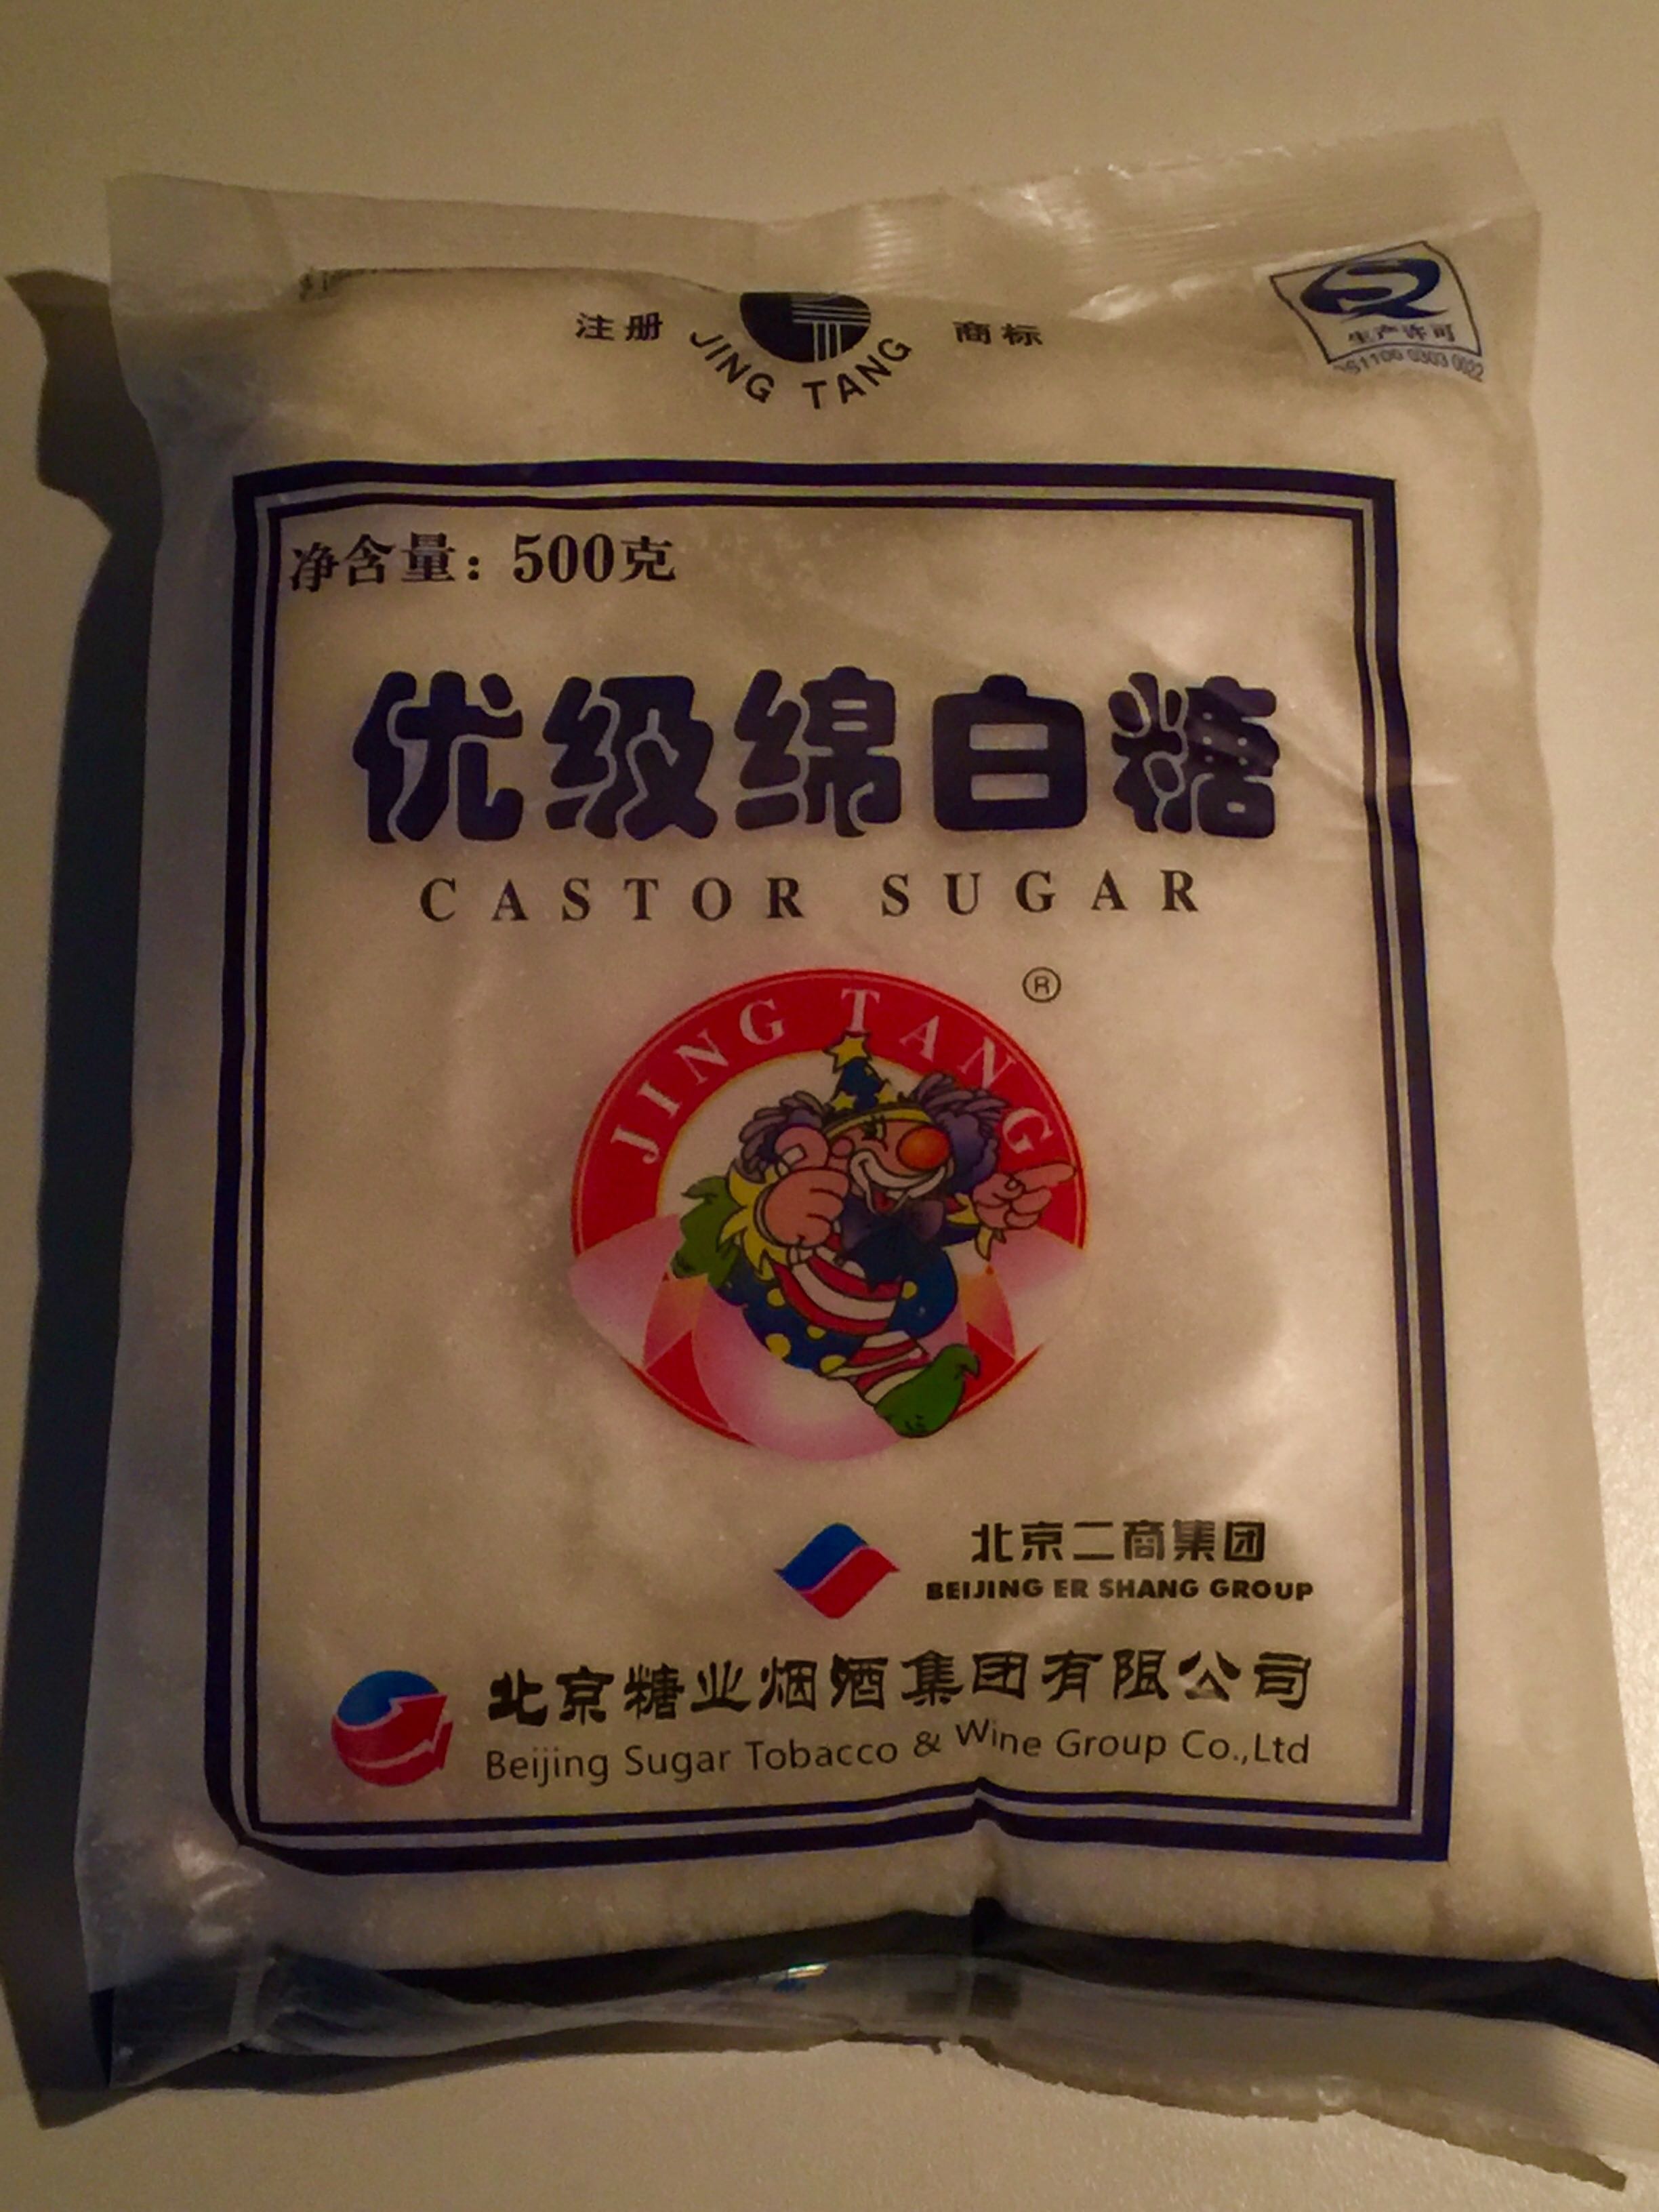 注册 JING TANG 商标
生产许可
净含量：500克
优级绵白糖
CASTOR SUGAR
®
JING TANG
北京二商集团
BEIJING ER SHANG GROUP
北京糖业烟酒集团有限公司
Beijing Sugar Tobacco & Wine Group Co.,Ltd